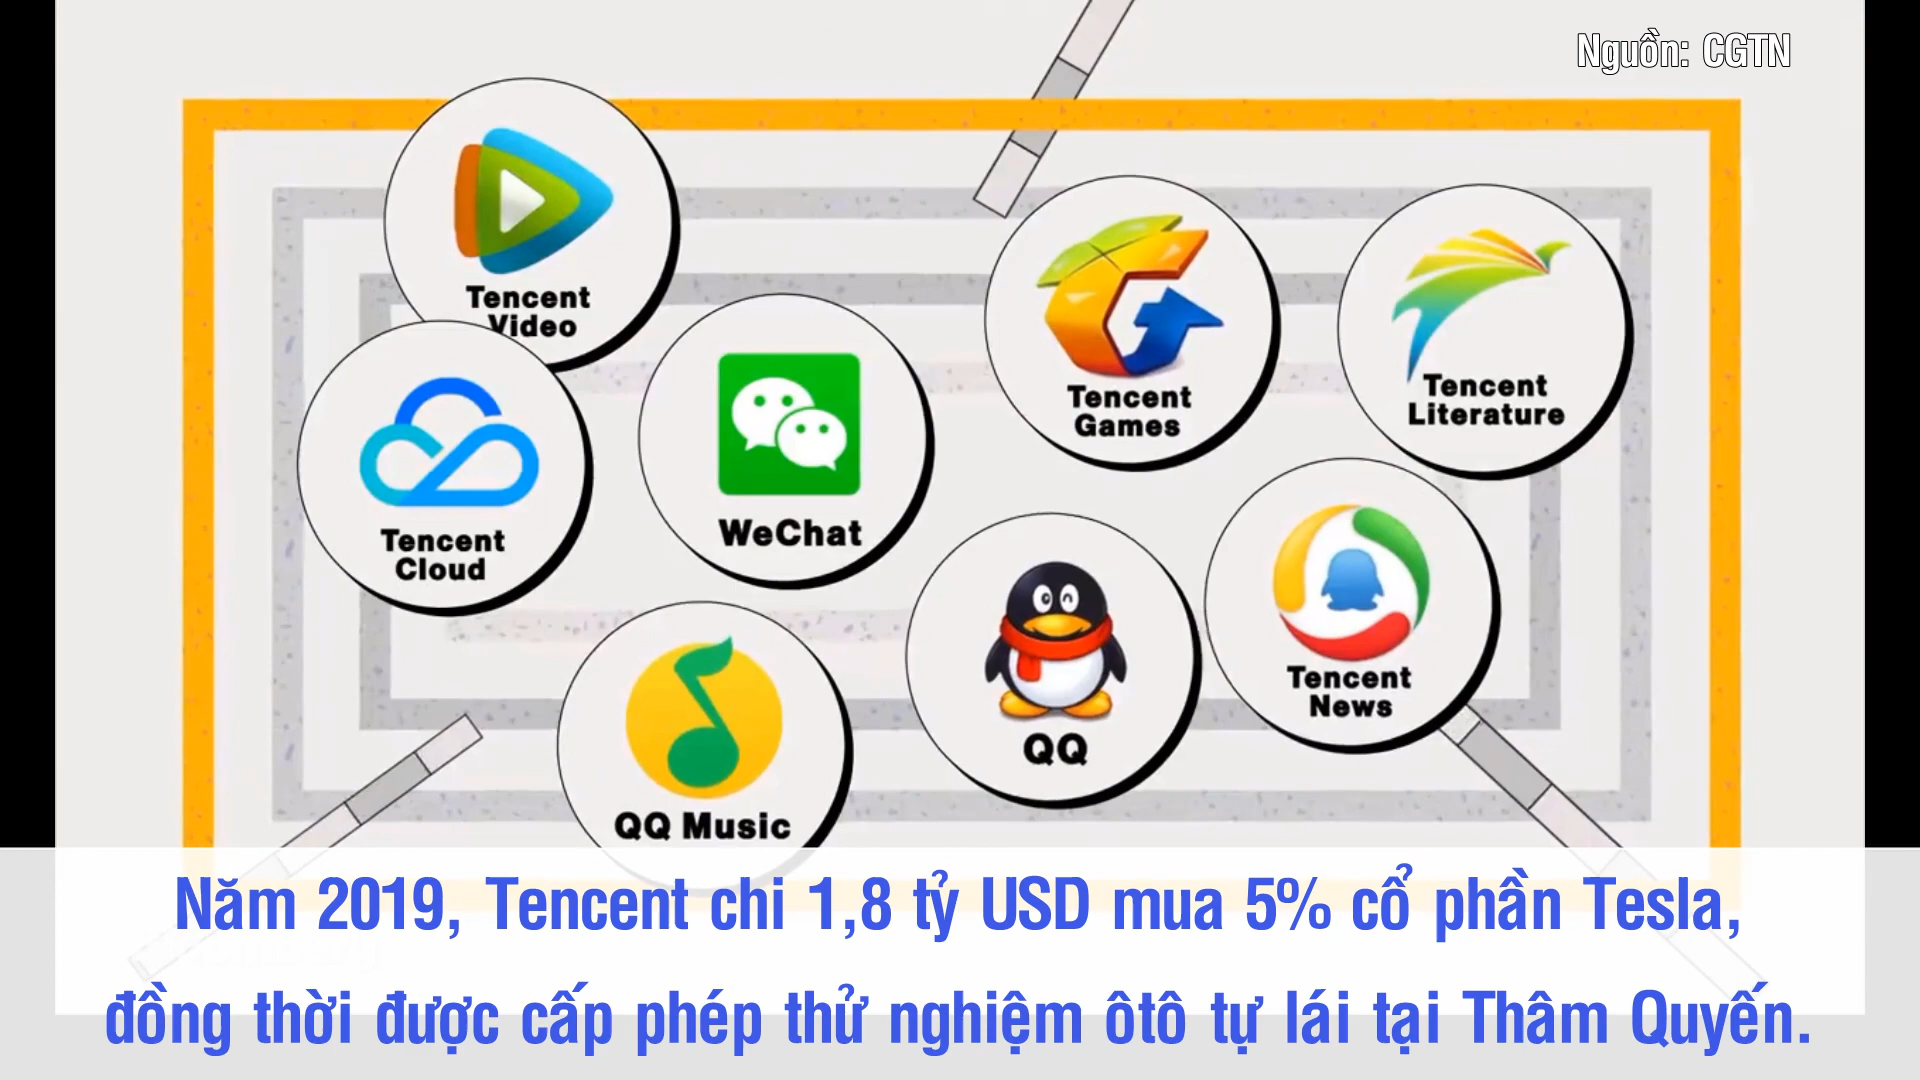 Nguồn: CGTN
Tencent
Video
Tencent
Games
Tencent
Literature
Tencent
Cloud
WeChat
Tencent
News
QQ
QQ Music
Năm 2019, Tencent chi 1,8 tỷ USD mua 5% cổ phần Tesla,
đồng thời được cấp phép thử nghiệm ôtô tự lái tại Thâm Quyến.